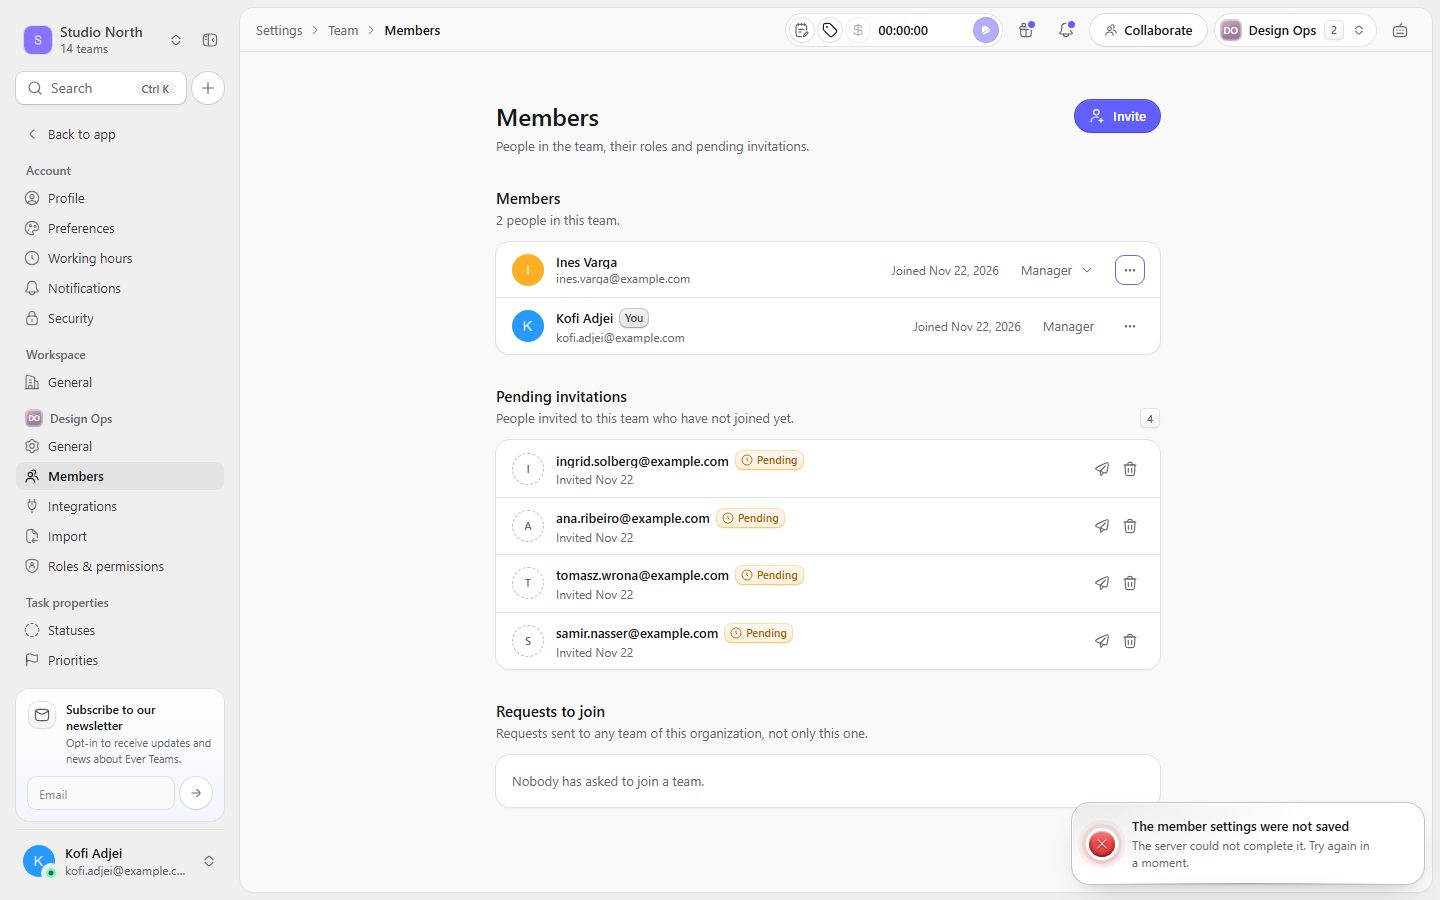 S
Studio North
14 teams
Search
Ctrl K
Back to app
Account
Profile
Preferences
Working hours
Notifications
Security
Workspace
General
DO
Design Ops
General
Members
Integrations
Import
Roles & permissions
Task properties
Statuses
Priorities
Subscribe to our
newsletter
Opt-in to receive updates and
news about Ever Teams.
Email
K
Kofi Adjei
kofi.adjei@example.c...
Settings
Team
Members
00:00:00
Collaborate
DO
Design Ops
2
Members
Invite
People in the team, their roles and pending invitations.
Members
2 people in this team.
I
Ines Varga
ines.varga@example.com
Joined Nov 22, 2026
Manager
K
Kofi Adjei
You
kofi.adjei@example.com
Joined Nov 22, 2026
Manager
Pending invitations
People invited to this team who have not joined yet.
4
I
ingrid.solberg@example.com
Pending
Invited Nov 22
A
ana.ribeiro@example.com
Pending
Invited Nov 22
T
tomasz.wrona@example.com
Pending
Invited Nov 22
S
samir.nasser@example.com
Pending
Invited Nov 22
Requests to join
Requests sent to any team of this organization, not only this one.
Nobody has asked to join a team.
The member settings were not saved
The server could not complete it. Try again in
a moment.